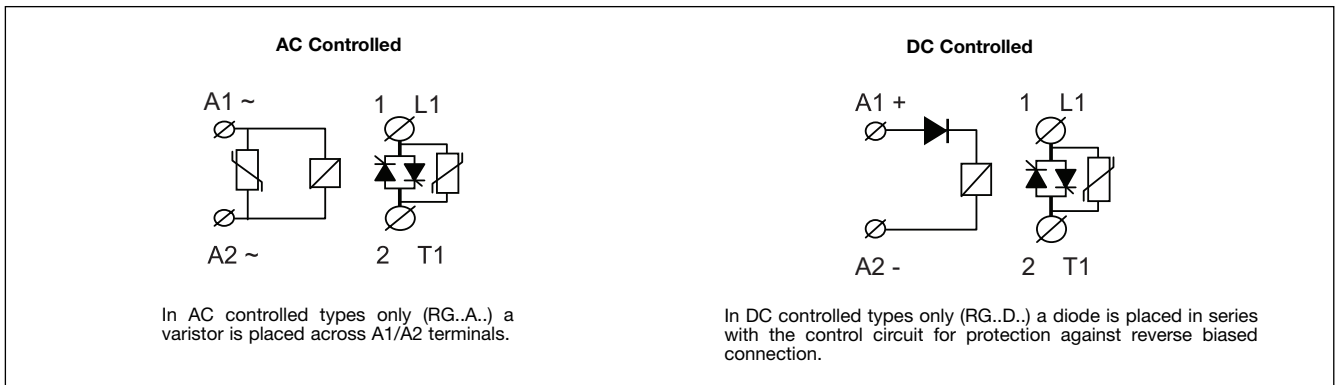 AC Controlled
A1 ~
1 L1
A2 ~
2 T1
In AC controlled types only (RG..A..) a
varistor is placed across A1/A2 terminals.
DC Controlled
A1 +
1 L1
A2 -
2 T1
In DC controlled types only (RG..D..) a diode is placed in series
with the control circuit for protection against reverse biased
connection.